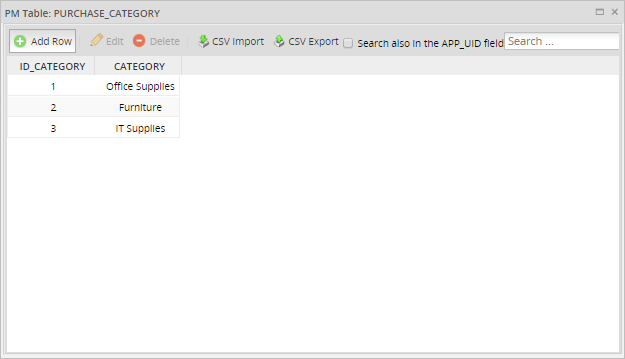 PM Table: PURCHASE_CATEGORY
Add Row Edit Delete CSV Import CSV Export Search also in the APP_UID field Search ...
ID_CATEGORY CATEGORY
1 Office Supplies
2 Furniture
3 IT Supplies